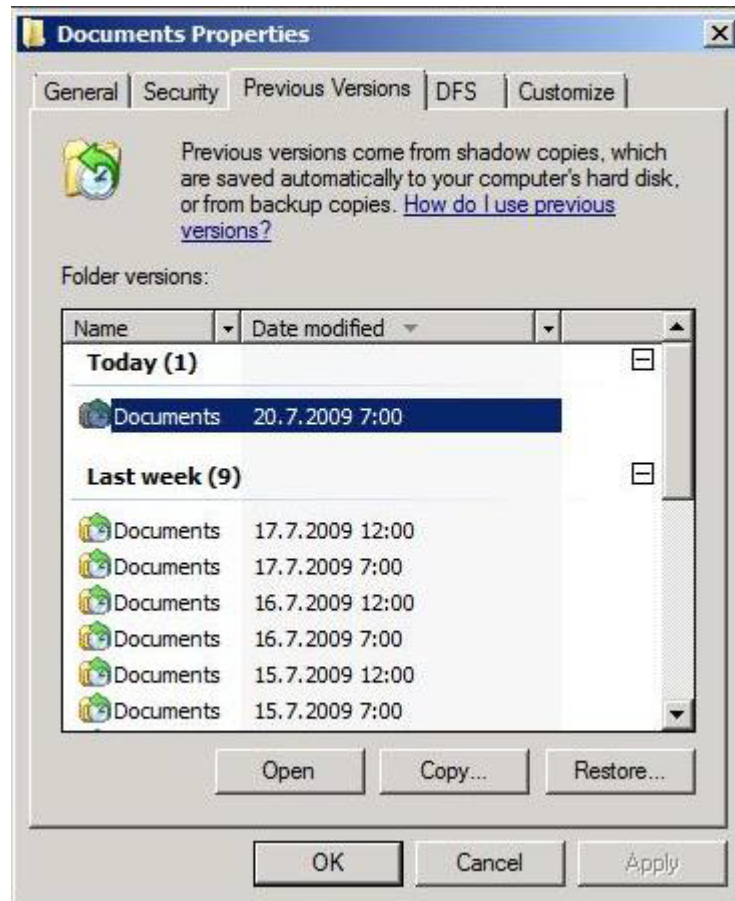 Documents Properties
General Security Previous Versions DFS Customize
Previous versions come from shadow copies, which
are saved automatically to your computer's hard disk,
or from backup copies. How do I use previous
versions?
Folder versions:
Name Date modified
Today (1)
Documents 20.7.2009 7:00
Last week (9)
Documents 17.7.2009 12:00
Documents 17.7.2009 7:00
Documents 16.7.2009 12:00
Documents 16.7.2009 7:00
Documents 15.7.2009 12:00
Documents 15.7.2009 7:00
Open Copy... Restore...
OK Cancel Apply